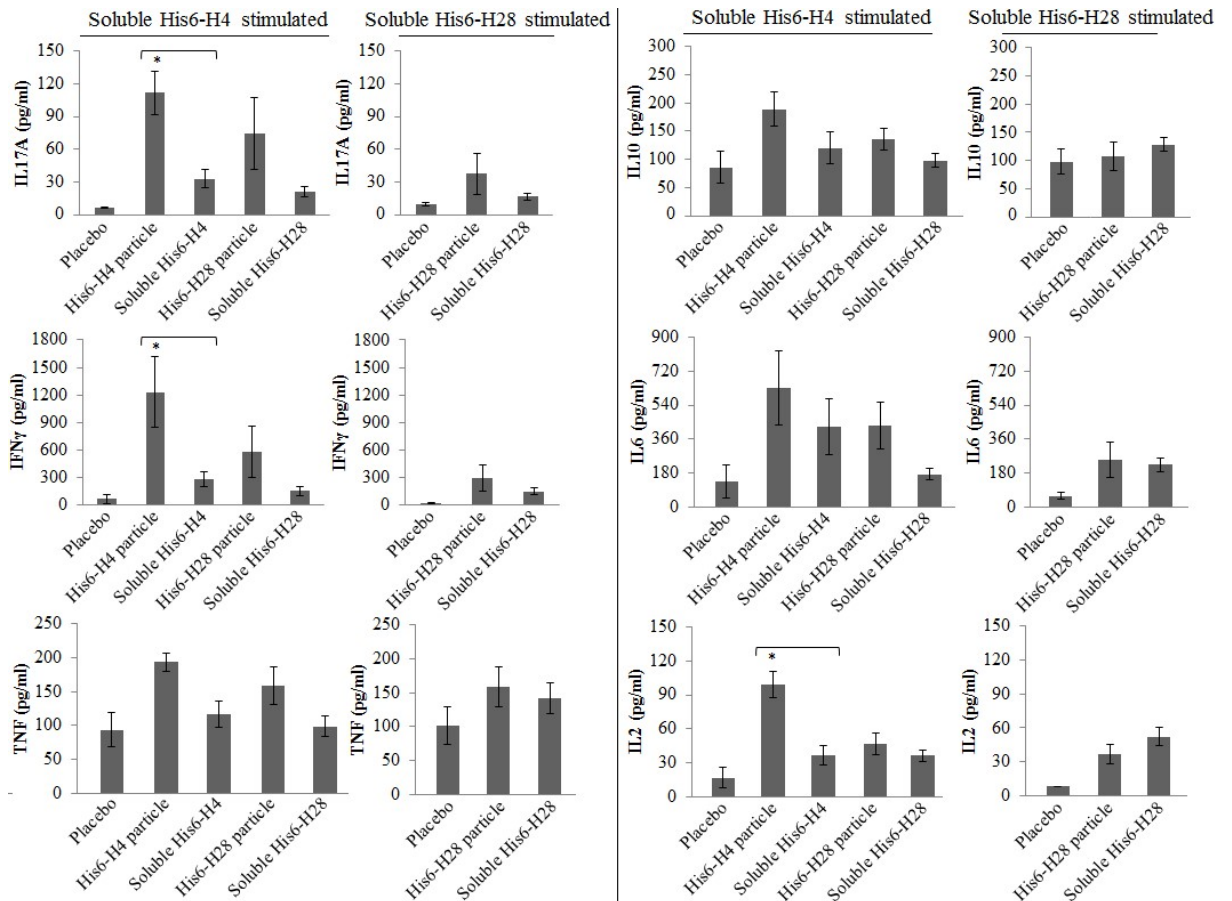 Soluble His6-H4 stimulated
Soluble His6-H28 stimulated
IL17A (pg/ml)
150
120
90
60
30
0
*
Placebo
His6-H4 particle
Soluble His6-H4
His6-H28 particle
Soluble His6-H28
IL17A (pg/ml)
150
120
90
60
30
0
Placebo
His6-H28 particle
Soluble His6-H28
IFNγ (pg/ml)
1800
1500
1200
900
600
300
0
*
Placebo
His6-H4 particle
Soluble His6-H4
His6-H28 particle
Soluble His6-H28
IFNγ (pg/ml)
1800
1500
1200
900
600
300
0
Placebo
His6-H28 particle
Soluble His6-H28
TNF (pg/ml)
250
200
150
100
50
0
Placebo
His6-H4 particle
Soluble His6-H4
His6-H28 particle
Soluble His6-H28
TNF (pg/ml)
250
200
150
100
50
0
Placebo
His6-H28 particle
Soluble His6-H28
Soluble His6-H4 stimulated
Soluble His6-H28 stimulated
IL10 (pg/ml)
300
250
200
150
100
50
0
Placebo
His6-H4 particle
Soluble His6-H4
His6-H28 particle
Soluble His6-H28
IL10 (pg/ml)
300
250
200
150
100
50
0
Placebo
His6-H28 particle
Soluble His6-H28
IL6 (pg/ml)
900
720
540
360
180
0
Placebo
His6-H4 particle
Soluble His6-H4
His6-H28 particle
Soluble His6-H28
IL6 (pg/ml)
900
720
540
360
180
0
Placebo
His6-H28 particle
Soluble His6-H28
IL2 (pg/ml)
150
120
90
60
30
0
*
Placebo
His6-H4 particle
Soluble His6-H4
His6-H28 particle
Soluble His6-H28
IL2 (pg/ml)
150
120
90
60
30
0
Placebo
His6-H28 particle
Soluble His6-H28